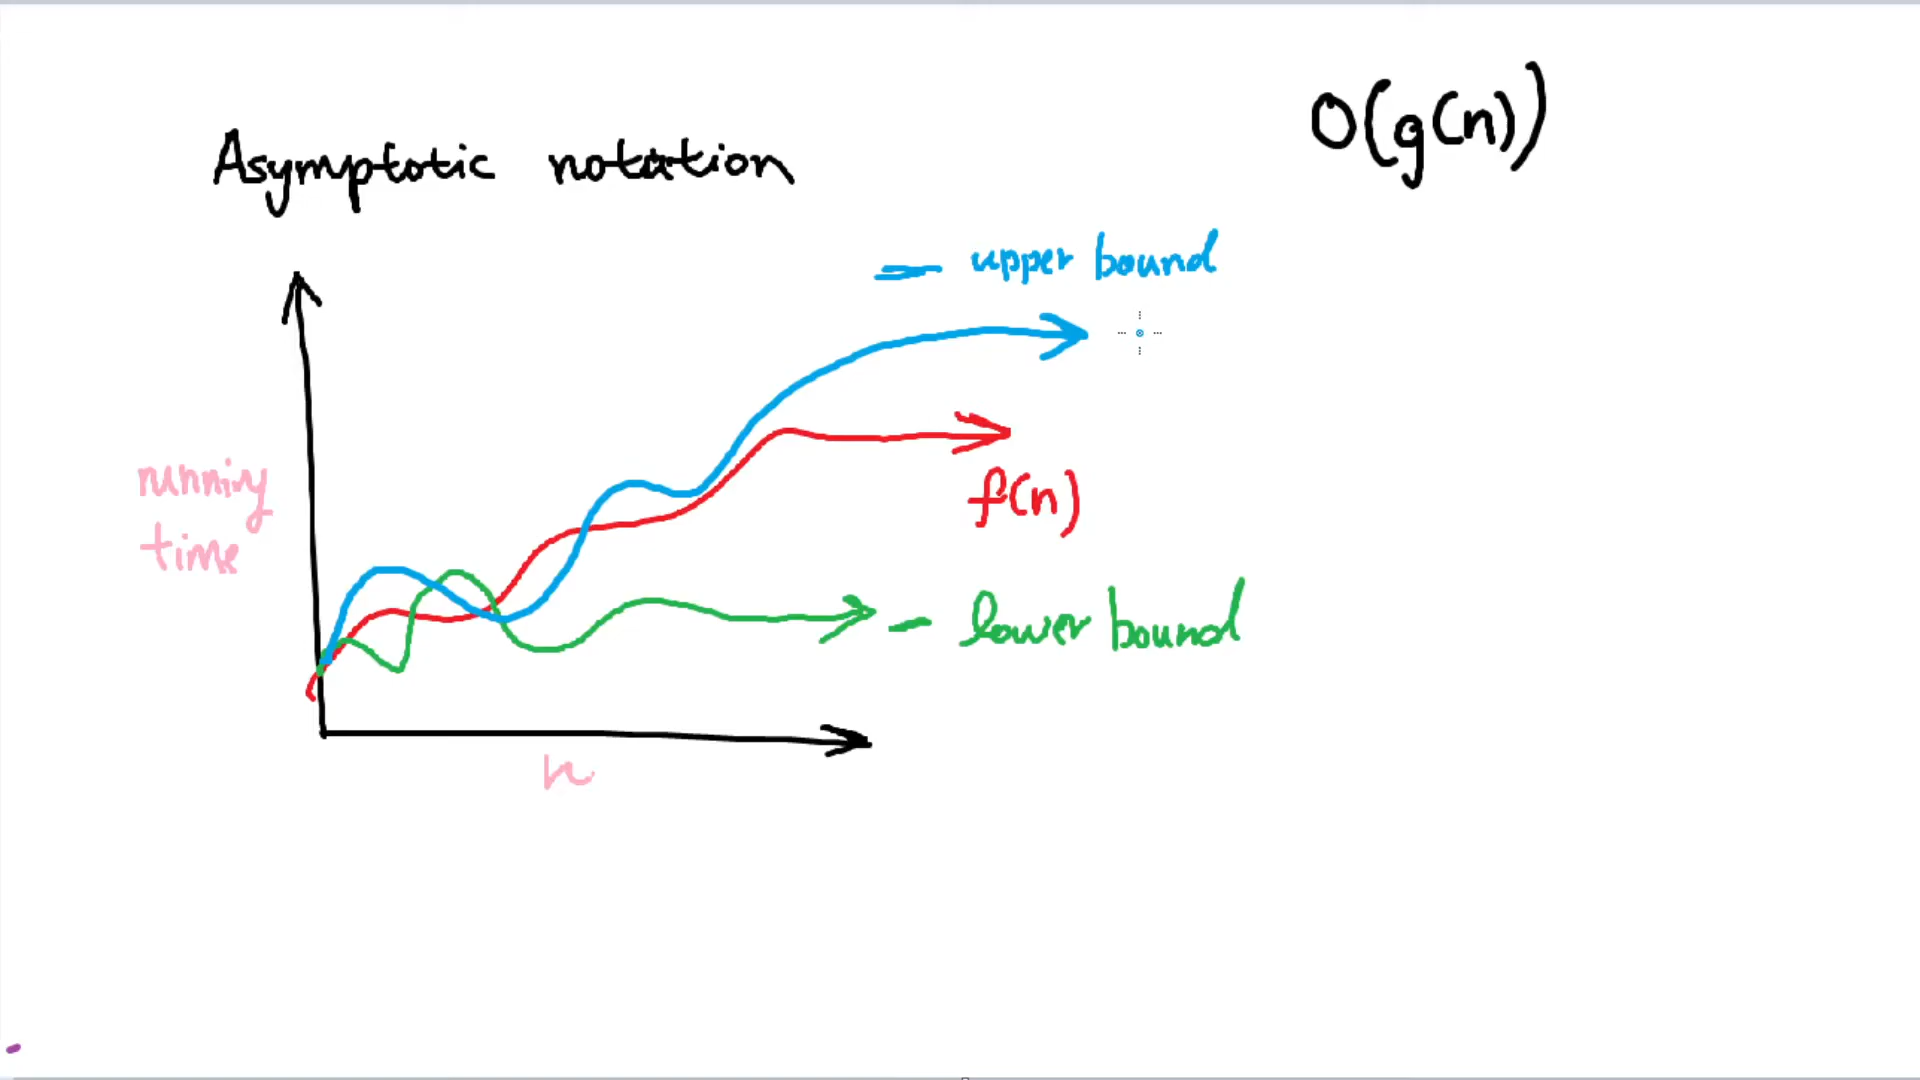 O(g(n))
Asymptotic notation
upper bound
running
time
f(n)
lower bound
n